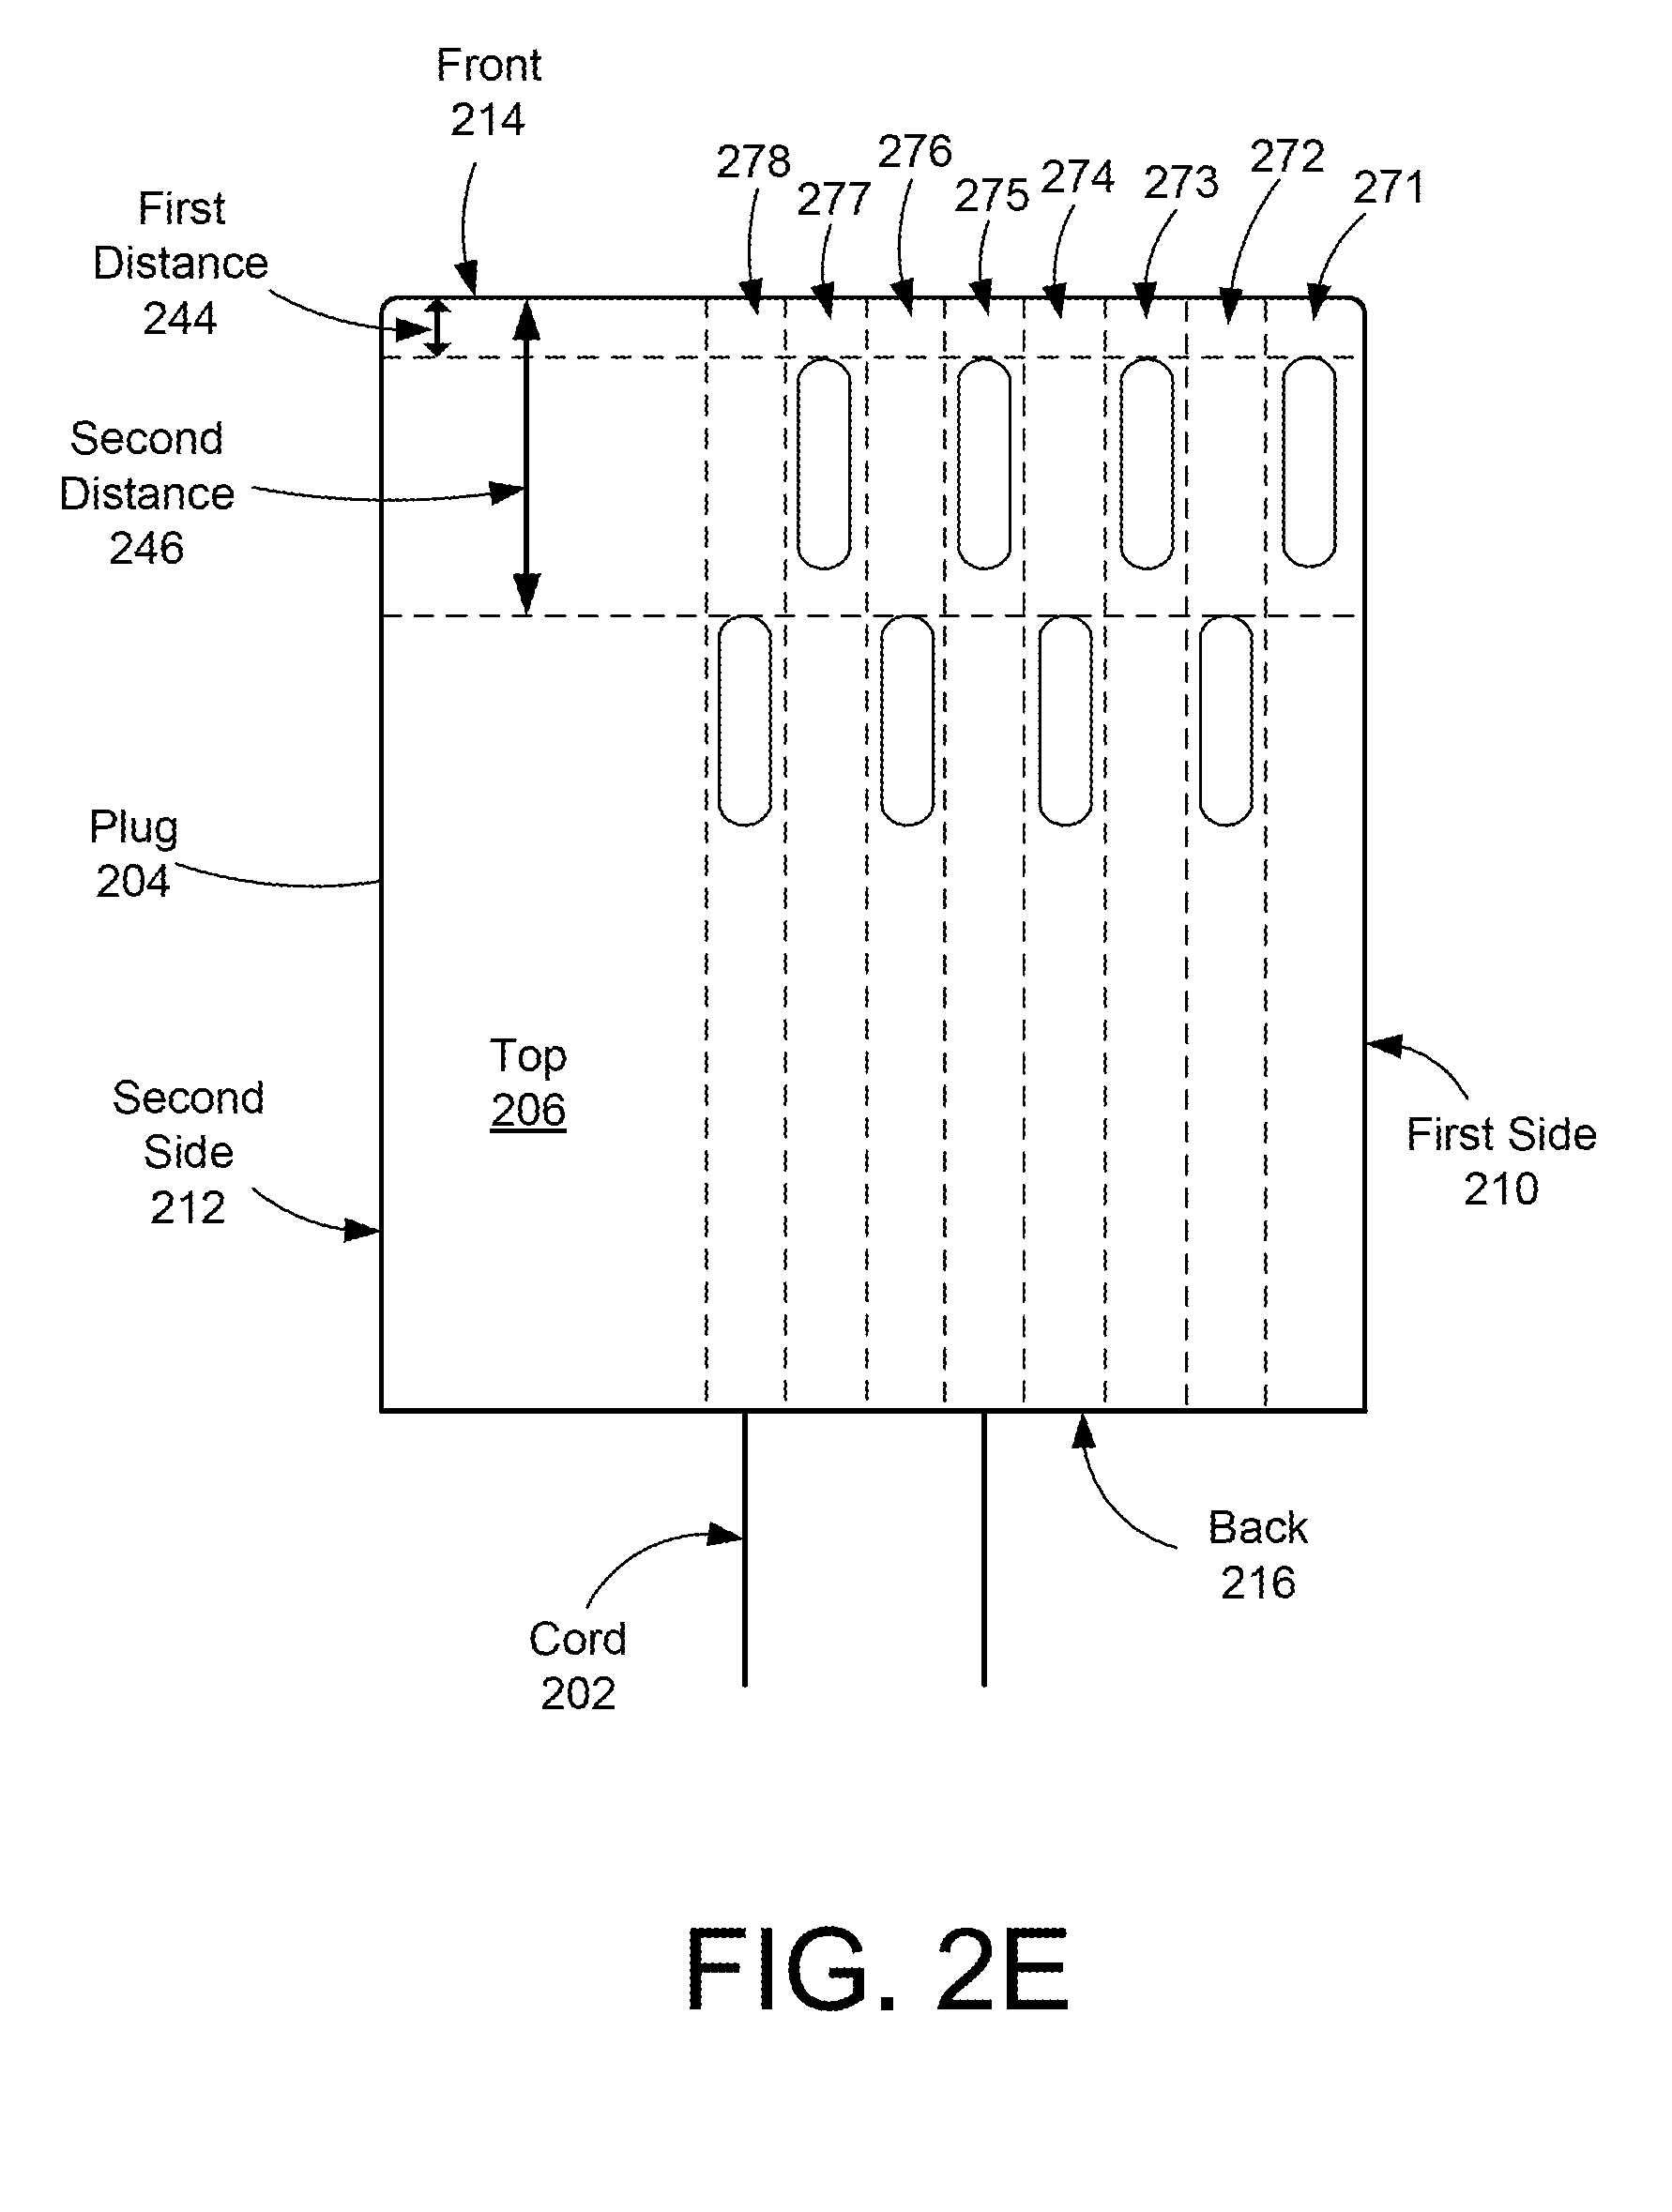 Front
214
278
277
276
275
274
273
272
271
First
Distance
244
Second
Distance
246
Plug
204
Top
206
Second
Side
212
First Side
210
Back
216
Cord
202
FIG. 2E